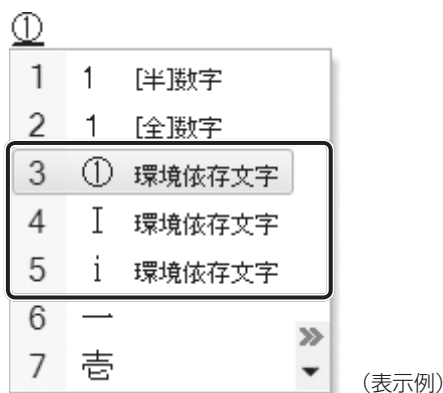 ①
1 1 [半]数字
2 1 [全]数字
3 ① 環境依存文字
4 Ⅰ 環境依存文字
5 ⅰ 環境依存文字
6 一
7 壱
(表示例)